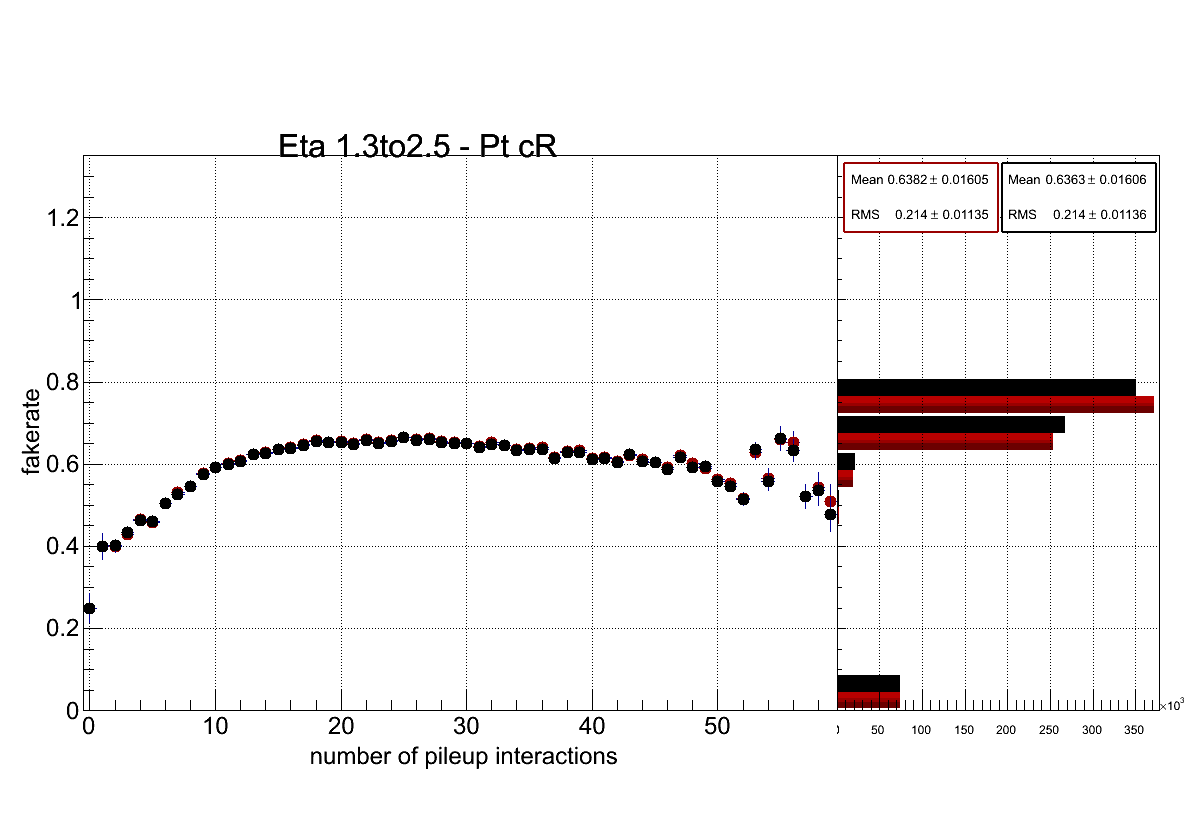 Eta 1.3to2.5 - Pt cR
Mean 0.6382 ± 0.01605
RMS 0.214 ± 0.01135
Mean 0.6363 ± 0.01606
RMS 0.214 ± 0.01136
fakerate
1.2
1
0.8
0.6
0.4
0.2
0
0 10 20 30 40 50
number of pileup interactions
50 100 150 200 250 300 350
×10³